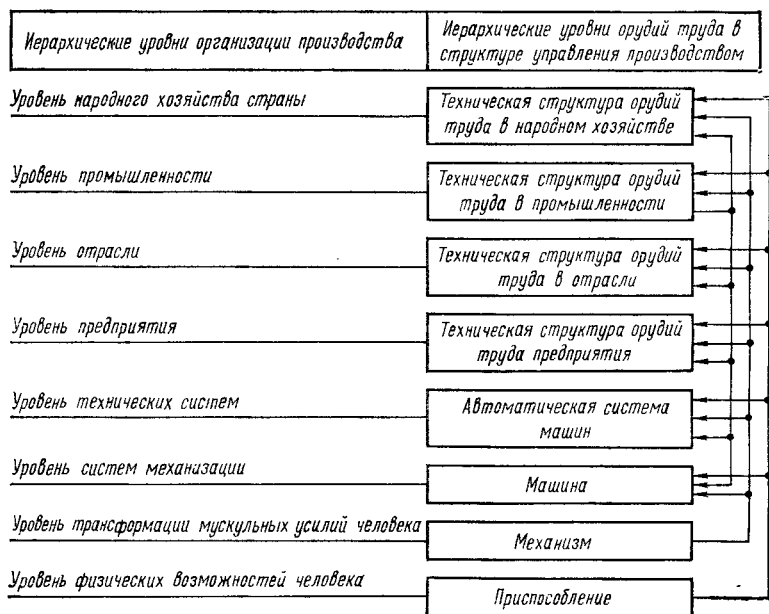 Иерархические уровни организации производства
Иерархические уровни орудий труда в
структуре управления производством
Уровень народного хозяйства страны
Техническая структура орудий
труда в народном хозяйстве
Уровень промышленности
Техническая структура орудий
труда в промышленности
Уровень отрасли
Техническая структура орудий
труда в отрасли
Уровень предприятия
Техническая структура орудий
труда предприятия
Уровень технических систем
Автоматическая система
машин
Уровень систем механизации
Машина
Уровень трансформации мускульных усилий человека
Механизм
Уровень физических возможностей человека
Приспособление